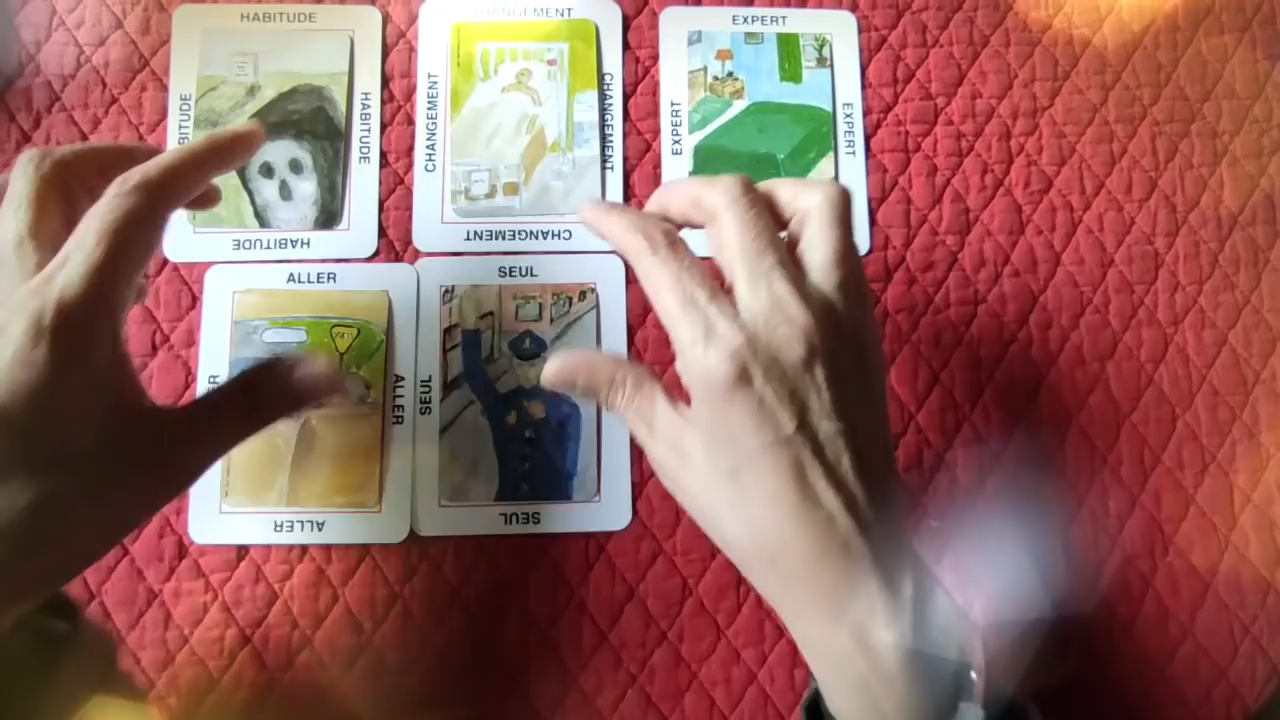 HABITUDE
HABITUDE
HABITUDE
CHANGEMENT
CHANGEMENT
CHANGEMENT
CHANGEMENT
EXPERT
EXPERT
EXPERT
ALLER
ALLER
ALLER
SEUL
SEUL
SEUL